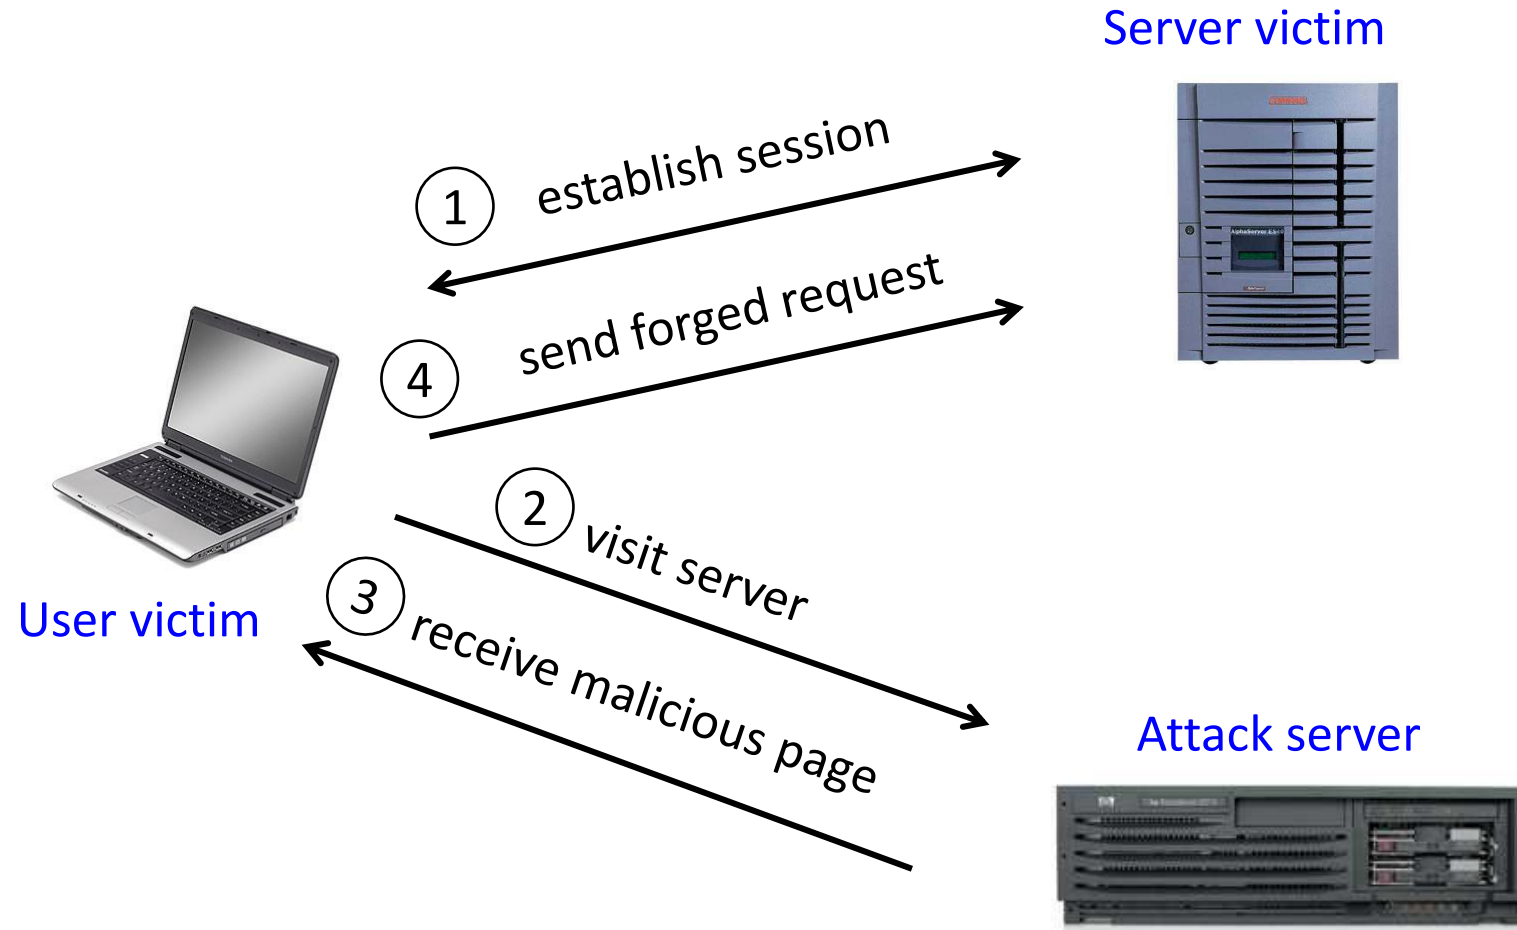 Server victim
1 establish session
4 send forged request
2 visit server
3 receive malicious page
User victim
Attack server